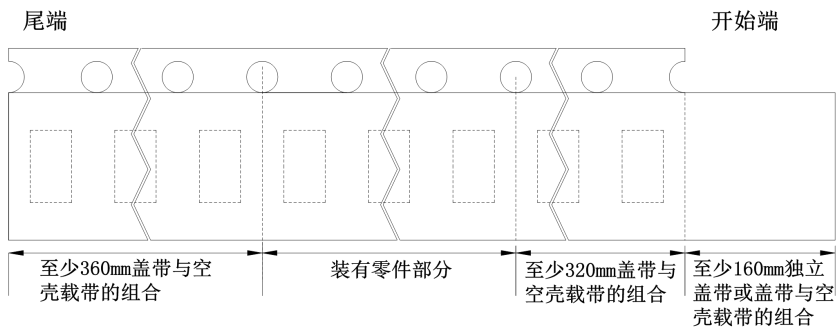 尾端
开始端
至少360mm盖带与空
壳载带的组合
装有零件部分
至少320mm盖带与
空壳载带的组合
至少160mm独立
盖带或盖带与空
壳载带的组合